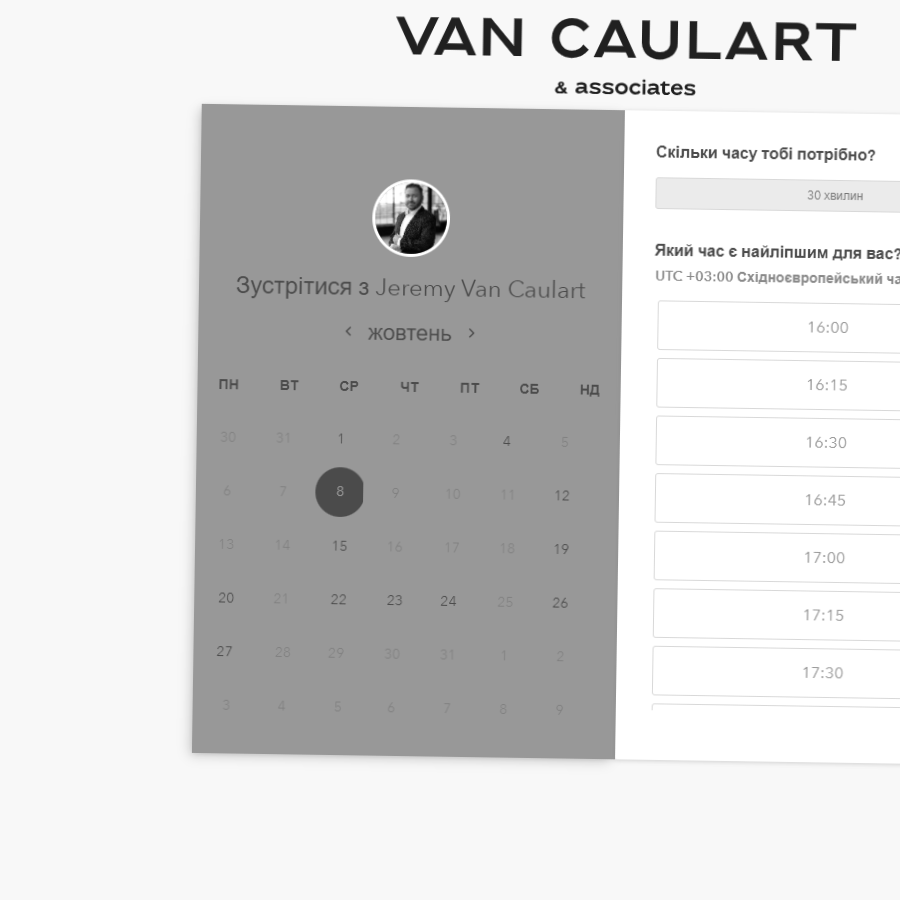 VAN CAULART
& associates
Зустрітися з Jeremy Van Caulart
жовтень
ПН ВТ СР ЧТ ПТ СБ НД
30 31 1 2 3 4 5
6 7 8 9 10 11 12
13 14 15 16 17 18 19
20 21 22 23 24 25 26
27 28 29 30 31 1 2
3 4 5 6 7 8 9
Скільки часу тобі потрібно?
30 хвилин
Який час є найліпшим для вас?
UTC +03:00 Східноєвропейський
16:00
16:15
16:30
16:45
17:00
17:15
17:30